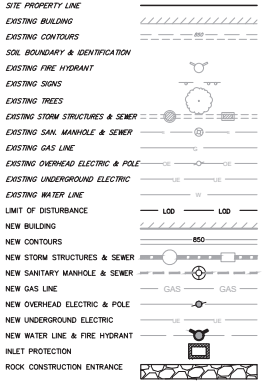 SITE PROPERTY LINE
EXISTING BUILDING
EXISTING CONTOURS 850
SOIL BOUNDARY & IDENTIFICATION
EXISTING FIRE HYDRANT
EXISTING SIGNS
EXISTING TREES
EXISTING STORM STRUCTURES & SEWER
EXISTING SAN. MANHOLE & SEWER
EXISTING GAS LINE G
EXISTING OVERHEAD ELECTRIC & POLE OE OE
EXISTING UNDERGROUND ELECTRIC UE UE
EXISTING WATER LINE W
LIMIT OF DISTURBANCE LOD LOD
NEW BUILDING
NEW CONTOURS 850
NEW STORM STRUCTURES & SEWER
NEW SANITARY MANHOLE & SEWER
NEW GAS LINE GAS GAS
NEW OVERHEAD ELECTRIC & POLE
NEW UNDERGROUND ELECTRIC UE UE
NEW WATER LINE & FIRE HYDRANT
INLET PROTECTION
ROCK CONSTRUCTION ENTRANCE